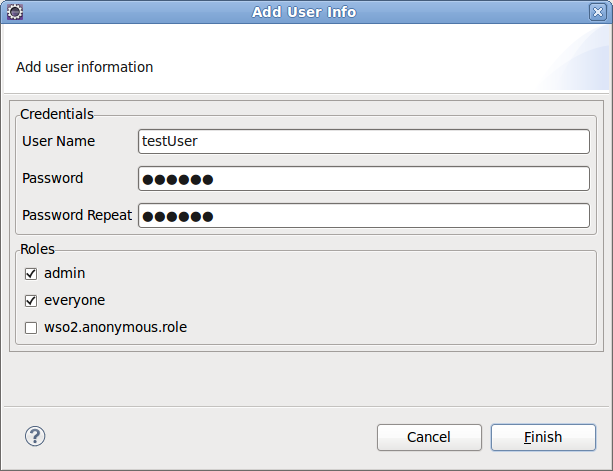 Add User Info
Add user information
Credentials
User Name testUser
Password ●●●●●●
Password Repeat ●●●●●●
Roles
admin
everyone
wso2.anonymous.role
? Cancel Finish